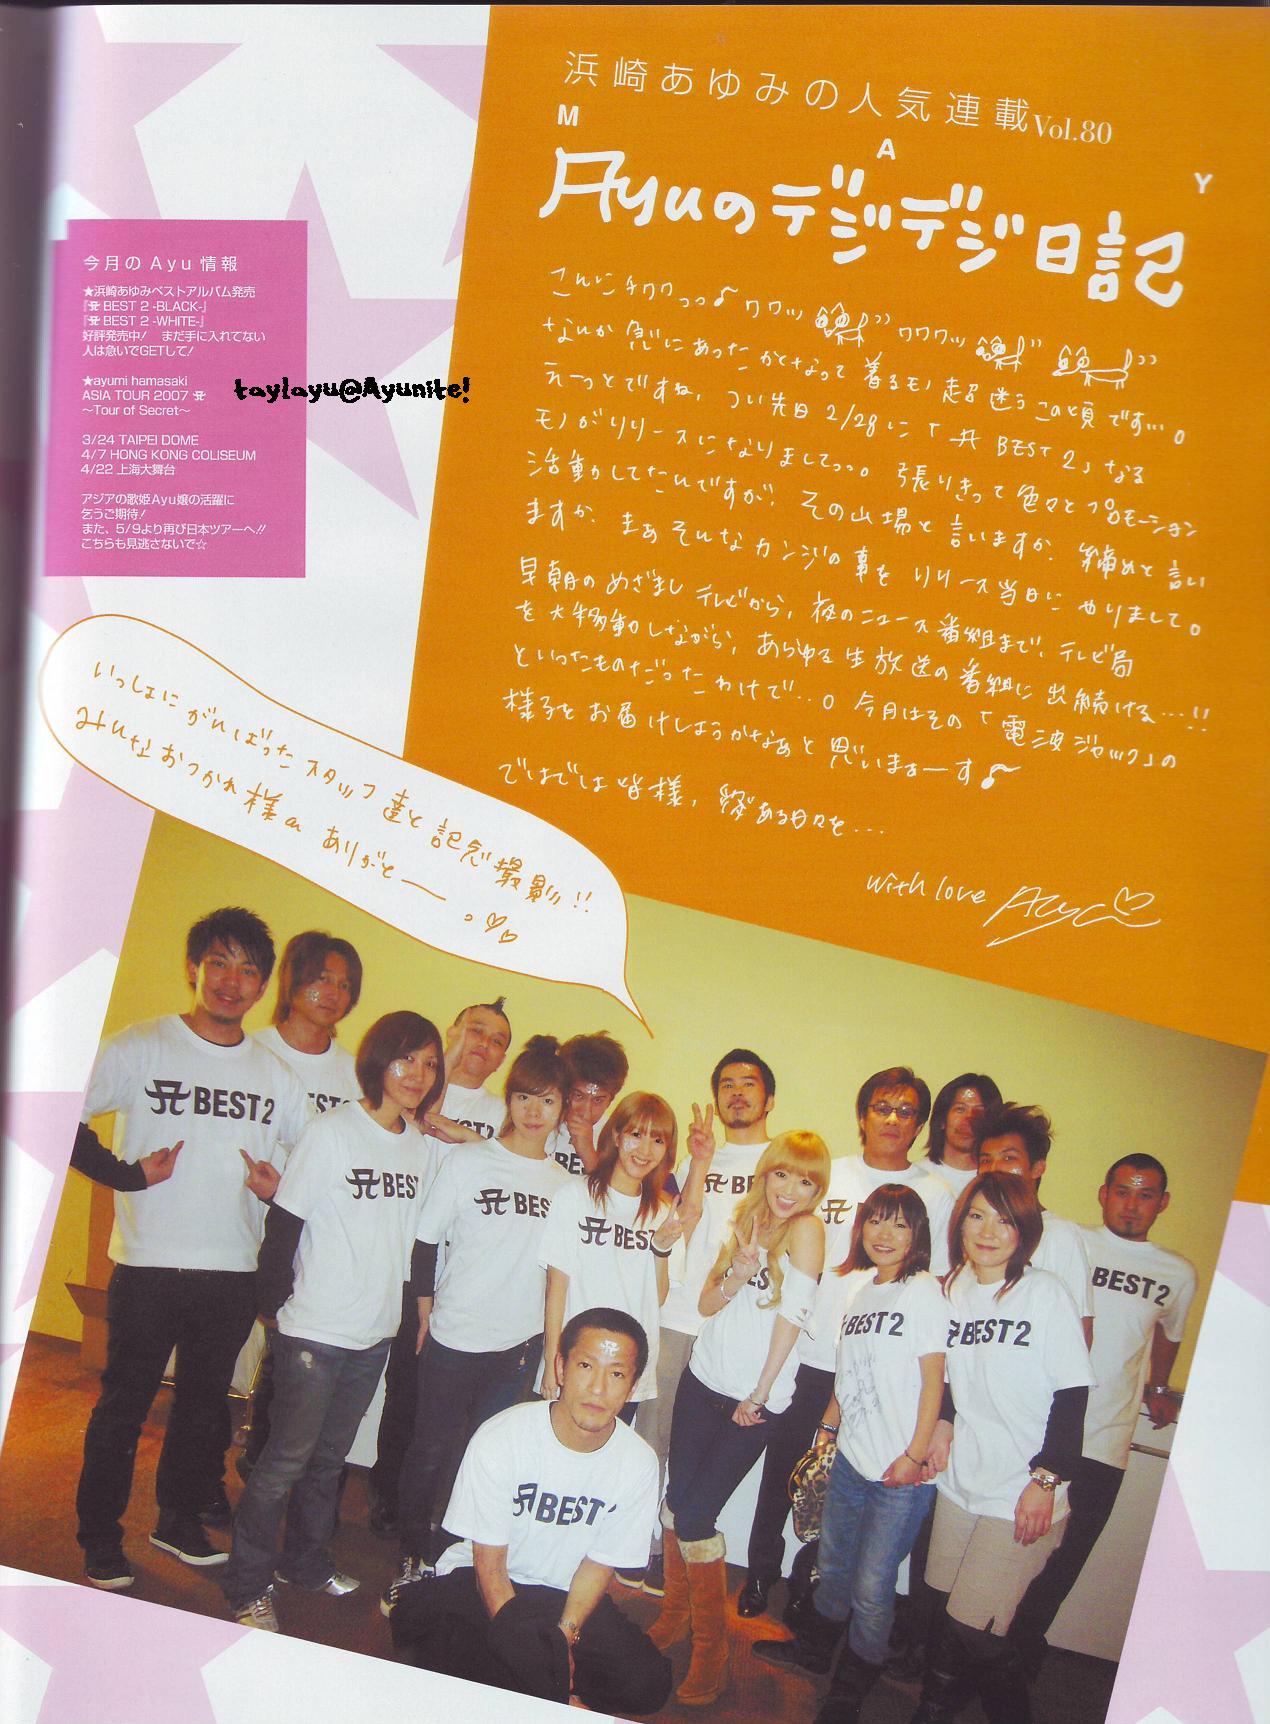 浜崎あゆみの人気連載Vol.80
M A Y
Ayuのデジデジ日記
こんにチワワっっ♪ ワワッッ ワワワッッ
なんか急にあったかくなって着るモノ超迷うこの頃です…。
えーっとですね, つい先日2/28に「A BEST 2」なる
モノがリリースになりましてっっ。張りきって色々とプロモーション
活動かしてたんですが、その山場と言いますか、締めと言い
ますか、まぁそんなカンジの事をリリース当日にやりまして。
早朝のめざましテレビから, 夜のニュース番組まで、テレビ局
を大移動しながら, あらゆる生放送の番組に出続ける…!!
といったものだったわけで…。今月はその「電波ジャック」の
様子をお届けしようかなぁと思いまぁーす♪
ではでは皆様, 愛ある日々を…
with love Ayu♡
今月のAyu情報
★浜崎あゆみベストアルバム発売
『A BEST 2 -BLACK-』
『A BEST 2 -WHITE-』
好評発売中! まだ手に入れてない
人は急いでGETして!
★ayumi hamasaki
ASIA TOUR 2007 A
〜Tour of Secret〜
3/24 TAIPEI DOME
4/7 HONG KONG COLISEUM
4/22 上海大舞台
アジアの歌姫Ayu嬢の活躍に
乞うご期待!
また、5/9より再び日本ツアーへ!!
こちらも見逃さないで☆
taylayu@Ayunite!
いっしょにがんばったスタッフ達と記念撮影!!
みんなおつかれ様 ありがとーーっ♡♡
A BEST 2
EST
EST 2
A BEST
A BES
BE
A BEST
A BE
ES
A B
BEST 2
A BEST 2
BEST 2
A BEST 2